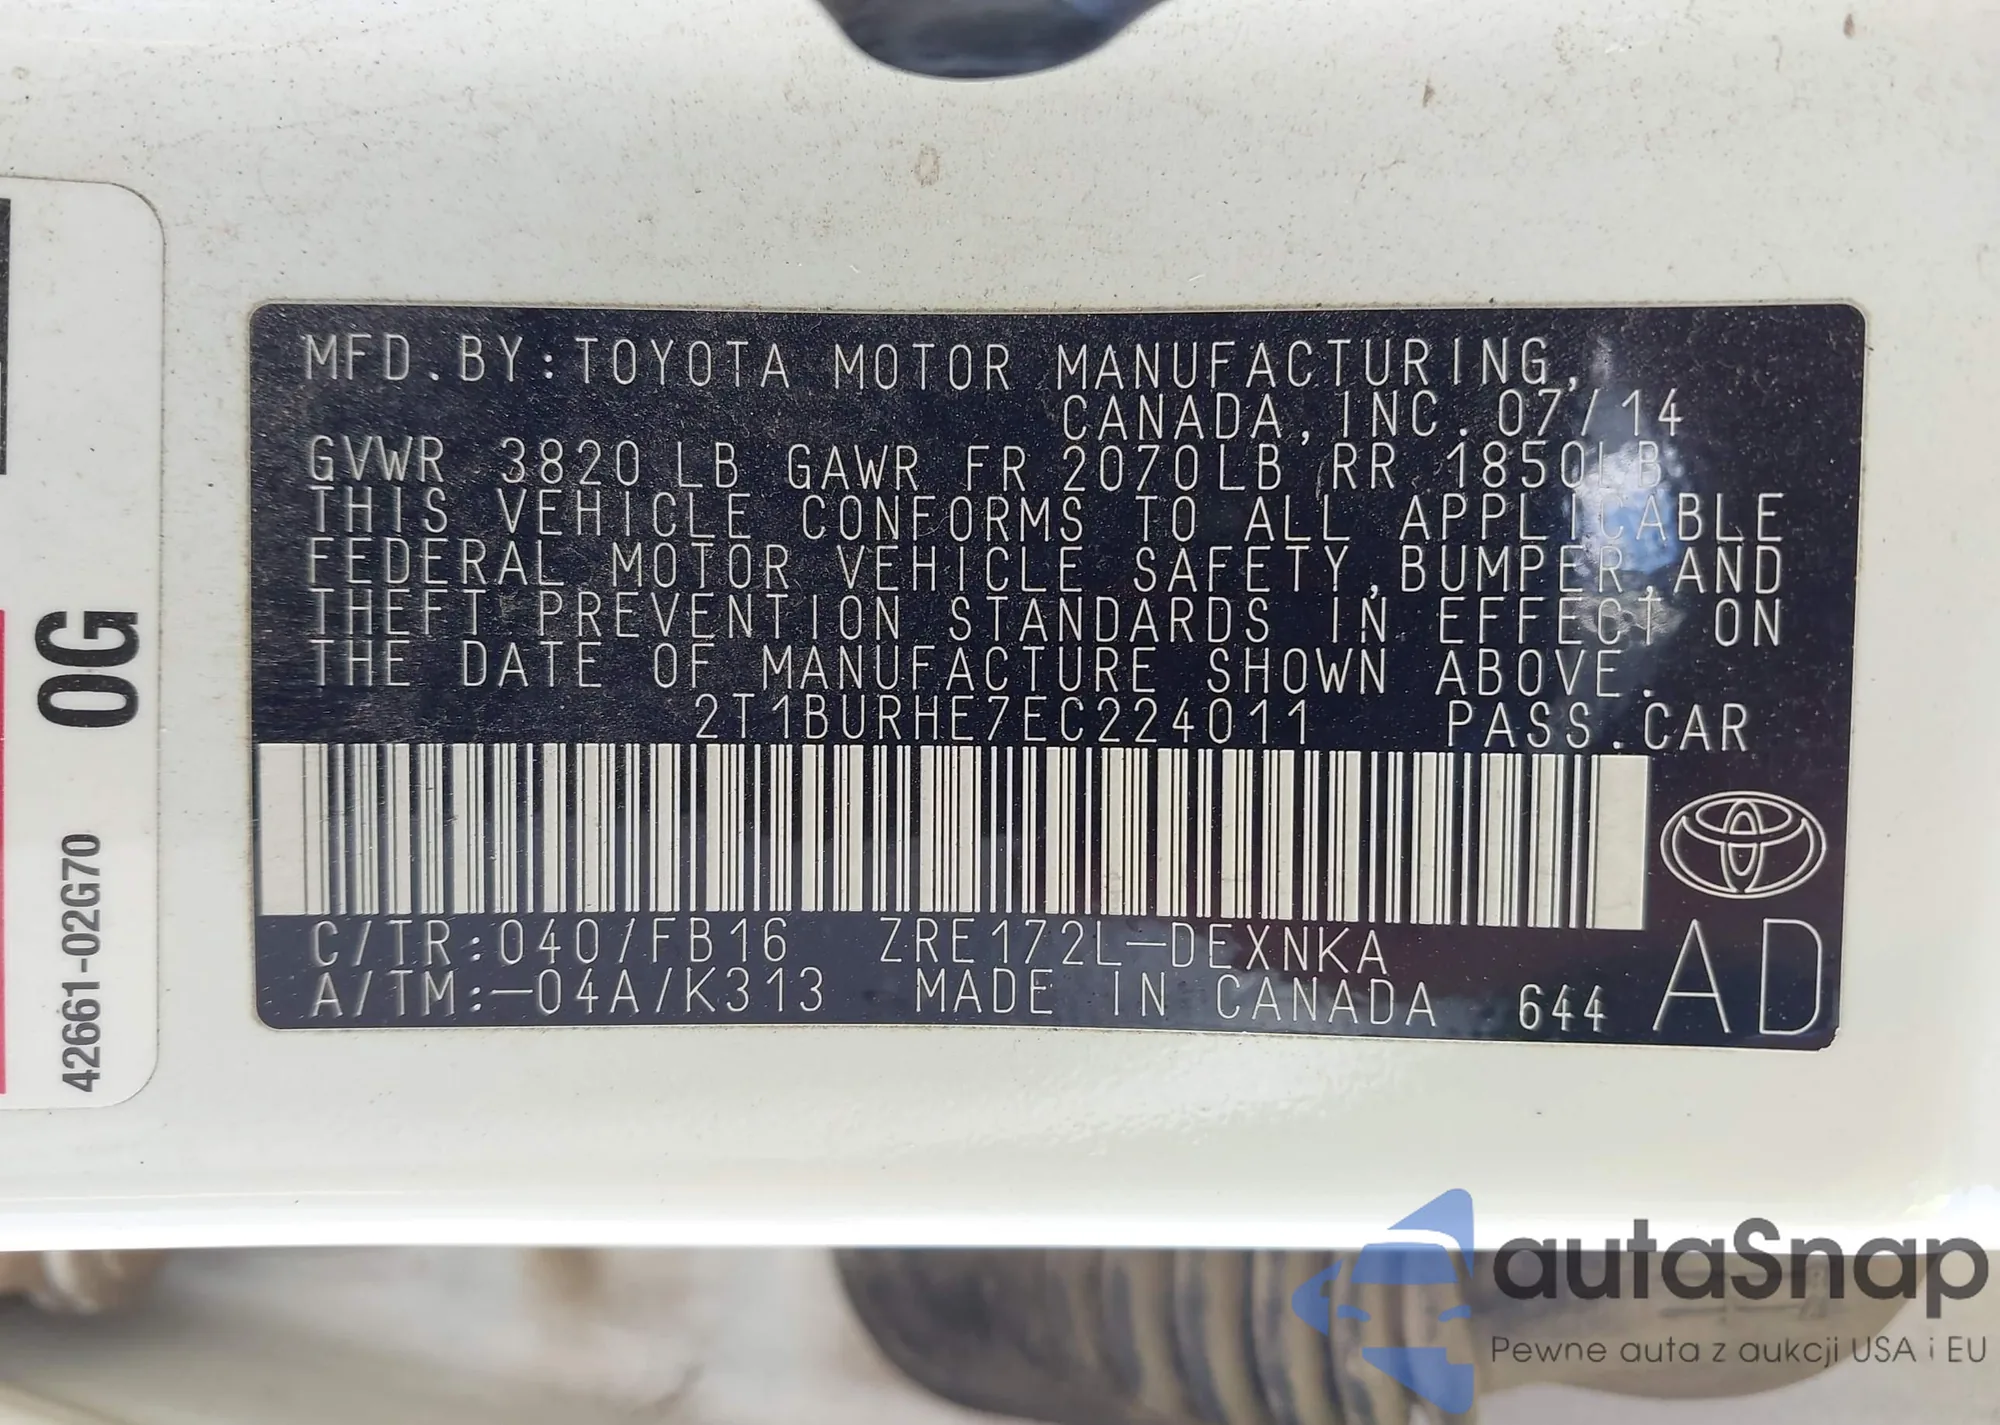 MFD.BY:TOYOTA MOTOR MANUFACTURING,
CANADA,INC.07/14
GVWR 3820LB GAWR FR 2070LB RR 1850LB
THIS VEHICLE CONFORMS TO ALL APPLICABLE
FEDERAL MOTOR VEHICLE SAFETY,BUMPER,AND
THEFT PREVENTION STANDARDS IN EFFECT ON
THE DATE OF MANUFACTURE SHOWN ABOVE.
2T1BURHE7EC224011 PASS.CAR
C/TR:040/FB16 ZRE172L-DEXNKA
A/TM:-04A/K313 MADE IN CANADA 644 AD
0G
42661-02G70
autaSnap
Pewne auta z aukcji USA i EU